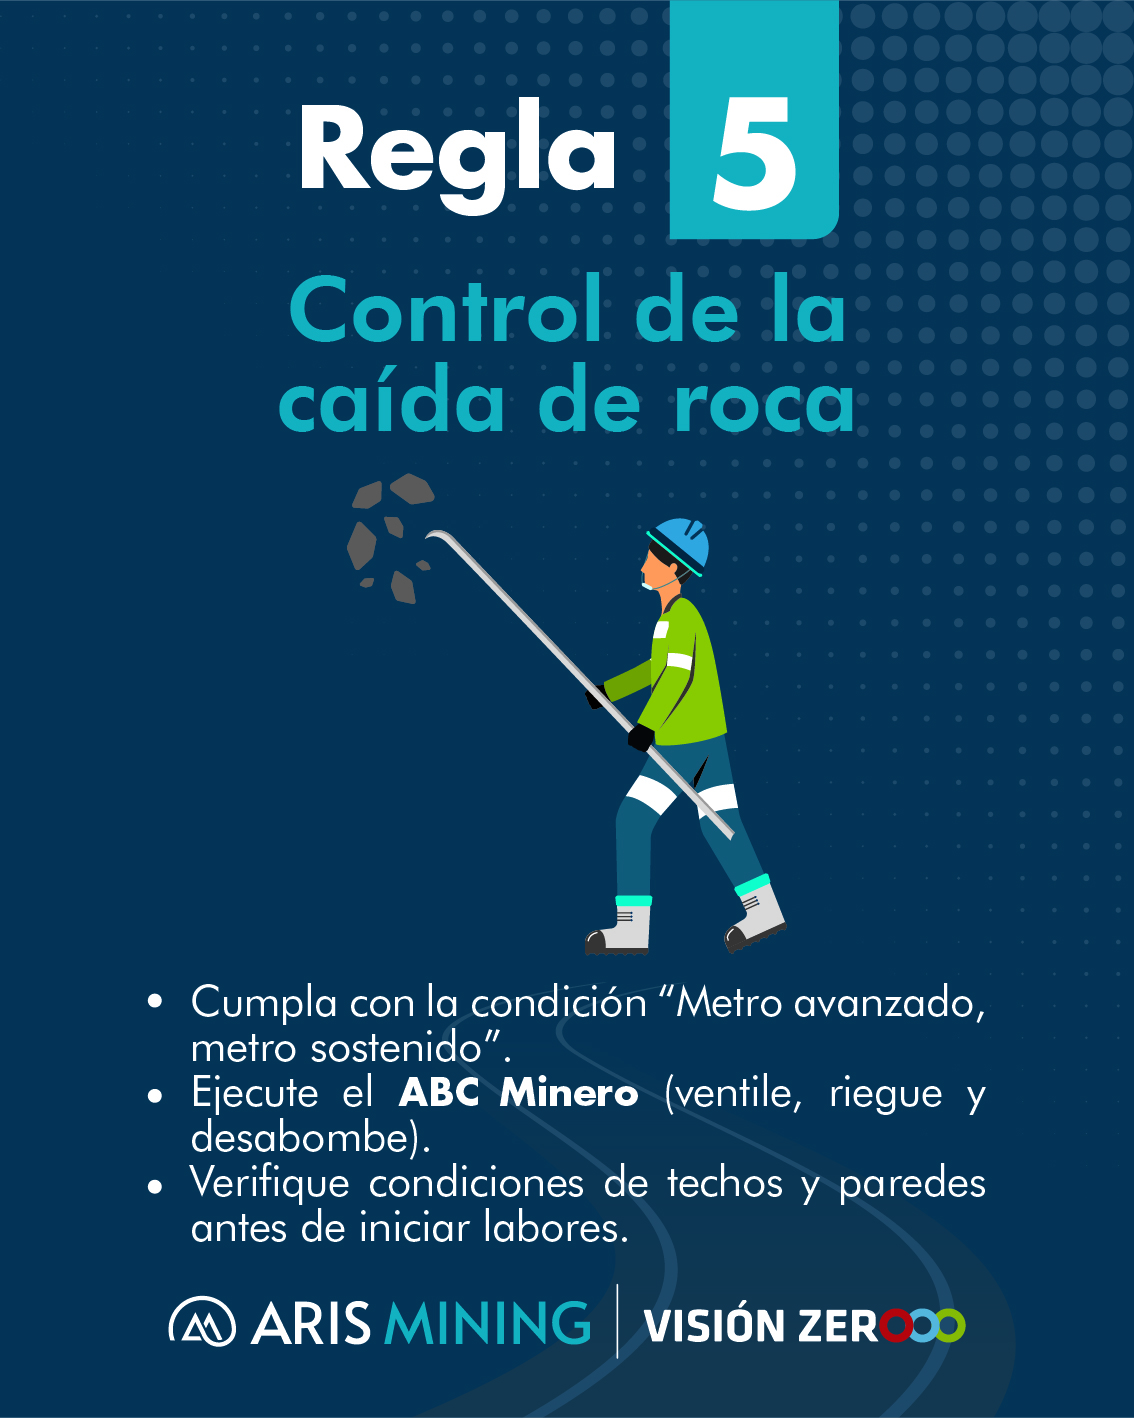 Regla 5
Control de la
caída de roca
• Cumpla con la condición “Metro avanzado,
metro sostenido”.
• Ejecute el ABC Minero (ventile, riegue y
desabombe).
• Verifique condiciones de techos y paredes
antes de iniciar labores.
ARIS MINING
VISIÓN ZEROOO